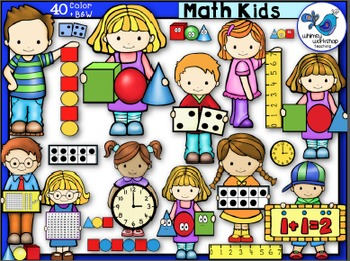 40 Color
+ B&W
Math Kids
whimsy
workshop
teaching
1+1=2